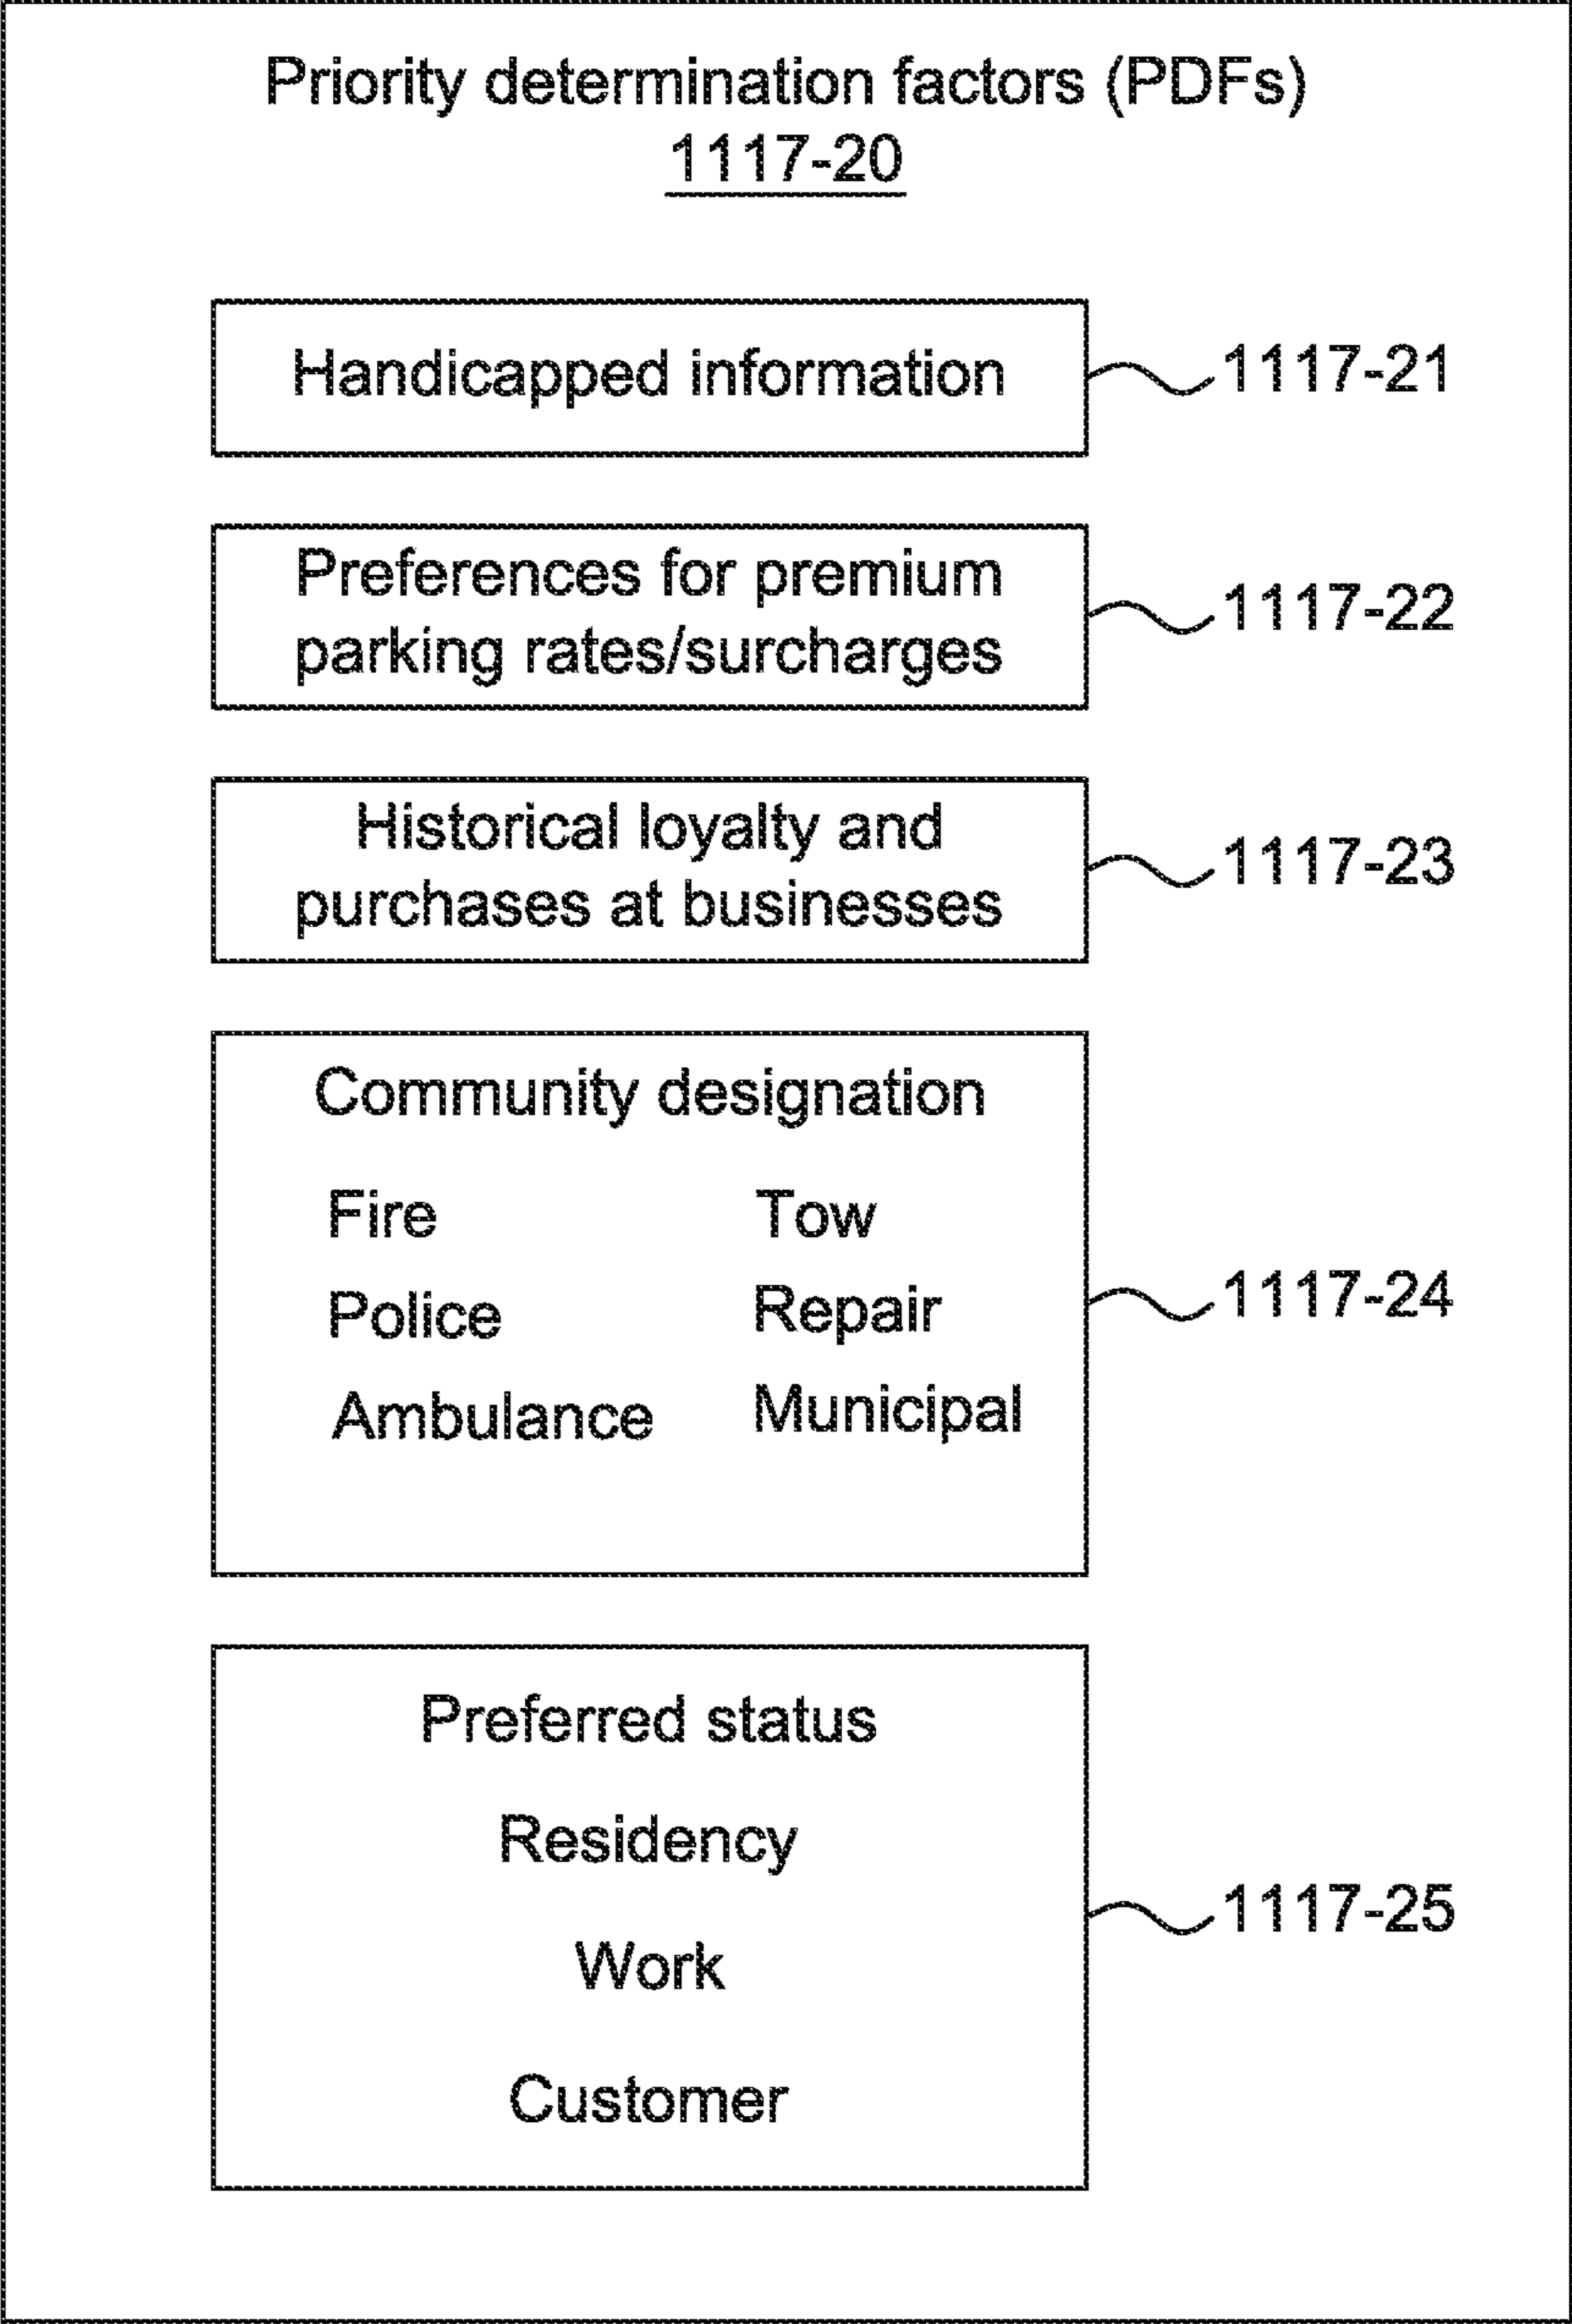 Priority determination factors (PDFs)
1117-20
Handicapped information
1117-21
Preferences for premium
parking rates/surcharges
1117-22
Historical loyalty and
purchases at businesses
1117-23
Community designation
Fire Tow
Police Repair
Ambulance Municipal
1117-24
Preferred status
Residency
Work
Customer
1117-25